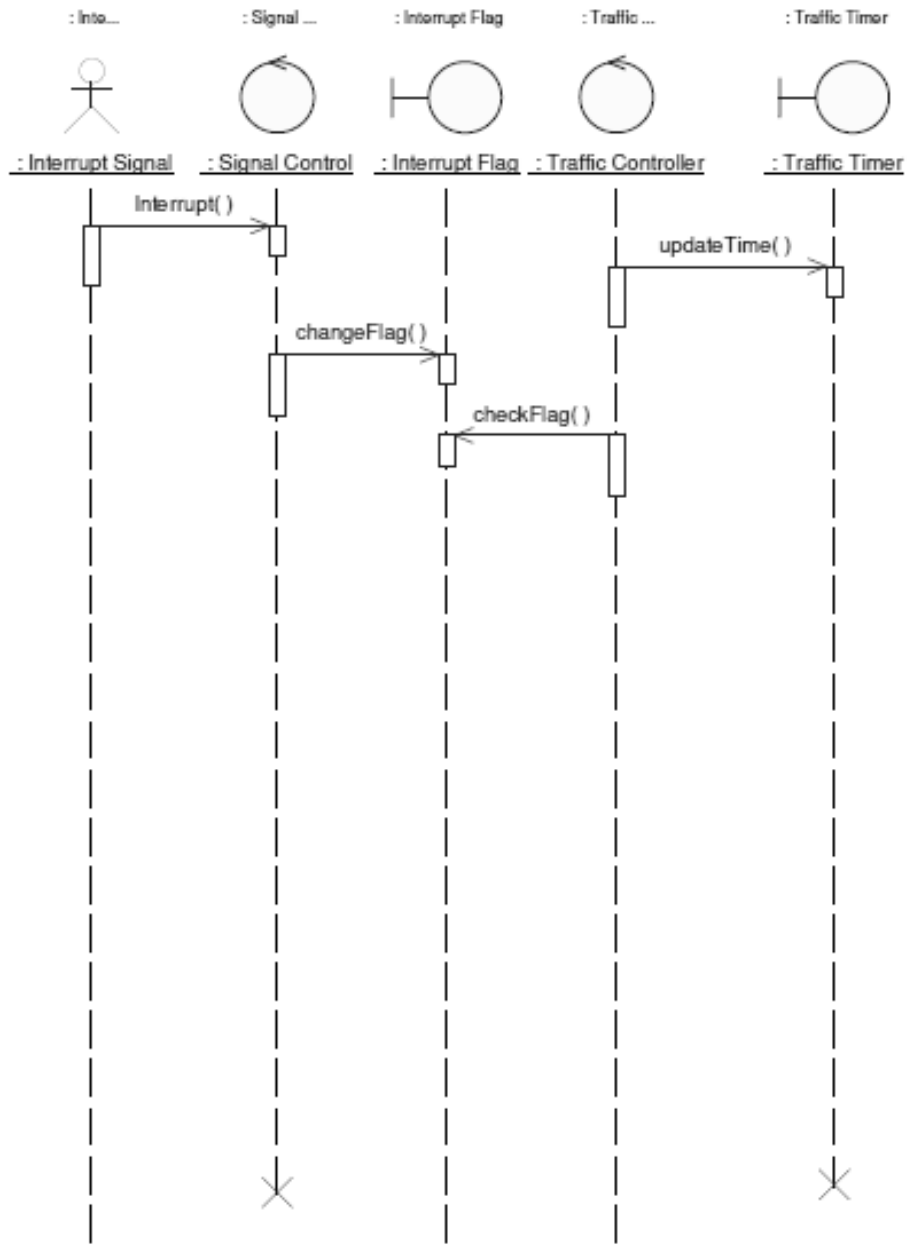 : Inte...
: Signal ...
: Interrupt Flag
: Traffic ...
: Traffic Timer
: Interrupt Signal
: Signal Control
: Interrupt Flag
: Traffic Controller
: Traffic Timer
Interrupt( )
updateTime( )
changeFlag( )
checkFlag( )